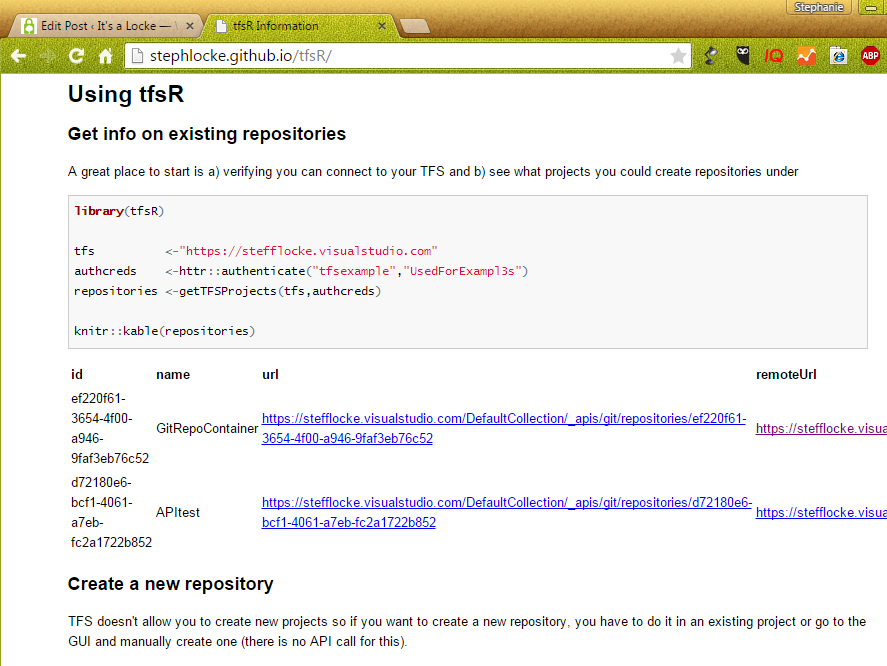 Stephanie
Edit Post ‹ It's a Locke —
tfsR Information
stephlocke.github.io/tfsR/
IQ
ABP
Using tfsR
Get info on existing repositories
A great place to start is a) verifying you can connect to your TFS and b) see what projects you could create repositories under
library(tfsR)
tfs <-"https://stefflocke.visualstudio.com"
authcreds <-httr::authenticate("tfsexample","UsedForExampl3s")
repositories <-getTFSProjects(tfs,authcreds)
knitr::kable(repositories)
id name url remoteUrl
ef220f61-
3654-4f00-
a946-
9faf3eb76c52
GitRepoContainer
https://stefflocke.visualstudio.com/DefaultCollection/_apis/git/repositories/ef220f61-
3654-4f00-a946-9faf3eb76c52
https://stefflocke.visua
d72180e6-
bcf1-4061-
a7eb-
fc2a1722b852
APItest
https://stefflocke.visualstudio.com/DefaultCollection/_apis/git/repositories/d72180e6-
bcf1-4061-a7eb-fc2a1722b852
https://stefflocke.visua
Create a new repository
TFS doesn't allow you to create new projects so if you want to create a new repository, you have to do it in an existing project or go to the
GUI and manually create one (there is no API call for this).